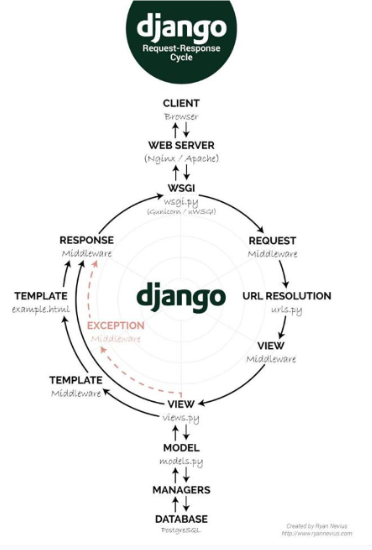 django
Request-Response
Cycle
CLIENT
Browser
WEB SERVER
(Nginx / Apache)
WSGI
wsgi.py
(Gunicorn / uWSGI)
RESPONSE
Middleware
REQUEST
Middleware
TEMPLATE
example.html
django
URL RESOLUTION
urls.py
EXCEPTION
Middleware
VIEW
Middleware
TEMPLATE
Middleware
VIEW
views.py
MODEL
models.py
MANAGERS
DATABASE
PostgreSQL
Created by Ryan Nevius
http://www.ryannevius.com